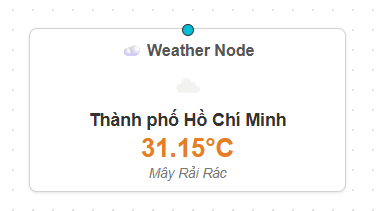 Weather Node
Thành phố Hồ Chí Minh
31.15°C
Mây Rải Rác